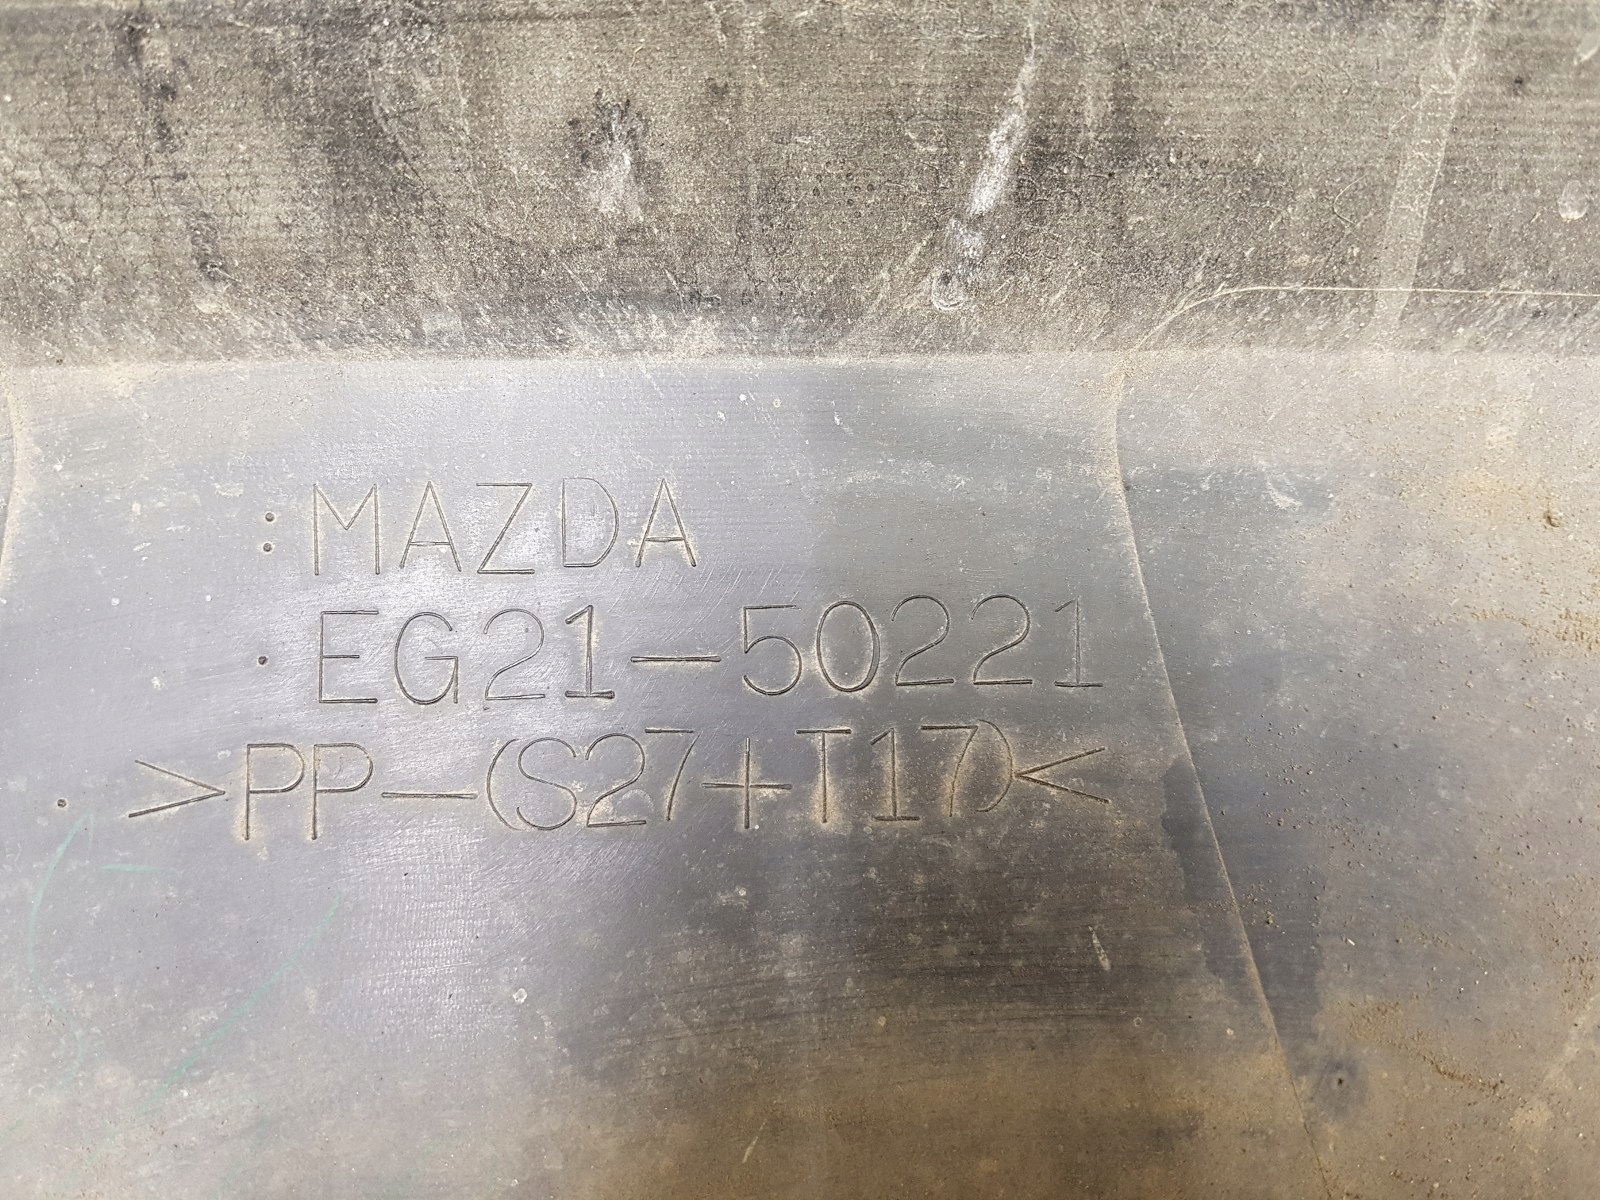 : MAZDA
· EG21-50221
· >PP-(S27+T17)<